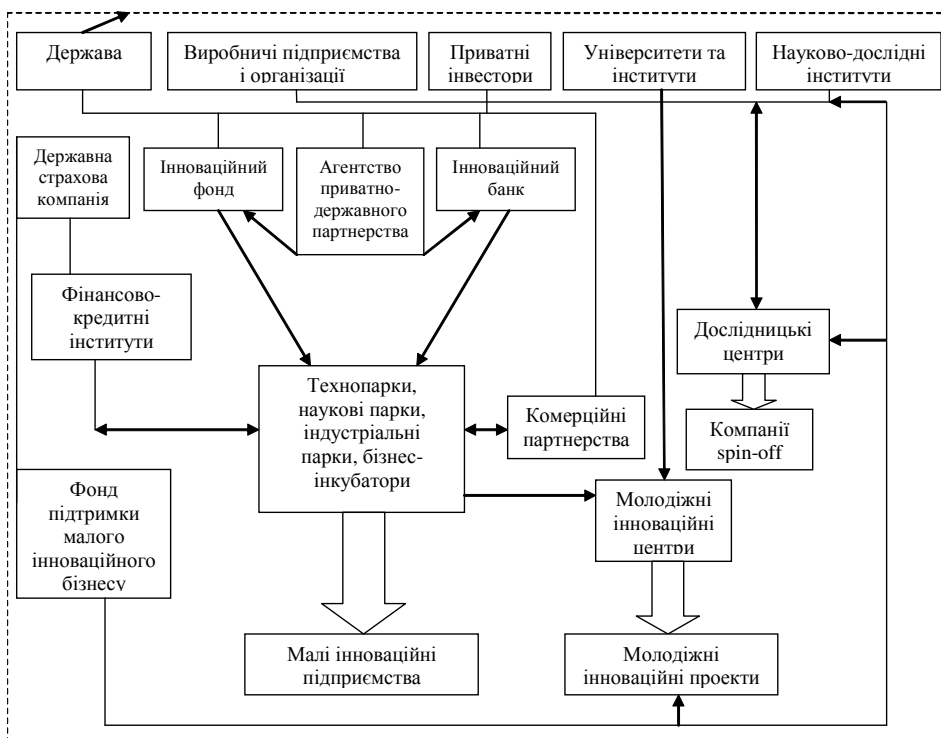 Держава
Виробничі підприємства
і організації
Приватні
інвестори
Університети та
інститути
Науково-дослідні
інститути
Державна
страхова
компанія
Інноваційний
фонд
Агентство
приватно-
державного
партнерства
Інноваційний
банк
Фінансово-
кредитні
інститути
Дослідницькі
центри
Технопарки,
наукові парки,
індустріальні
парки, бізнес-
інкубатори
Комерційні
партнерства
Компанії
spin-off
Фонд
підтримки
малого
інноваційного
бізнесу
Молодіжні
інноваційні
центри
Малі інноваційні
підприємства
Молодіжні
інноваційні проекти